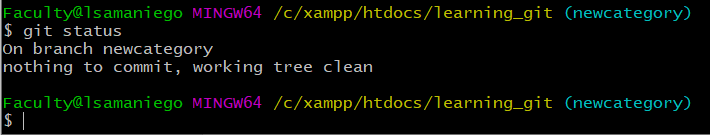 Faculty@lsamaniego MINGW64 /c/xampp/htdocs/learning_git (newcategory)
$ git status
On branch newcategory
nothing to commit, working tree clean
Faculty@lsamaniego MINGW64 /c/xampp/htdocs/learning_git (newcategory)
$